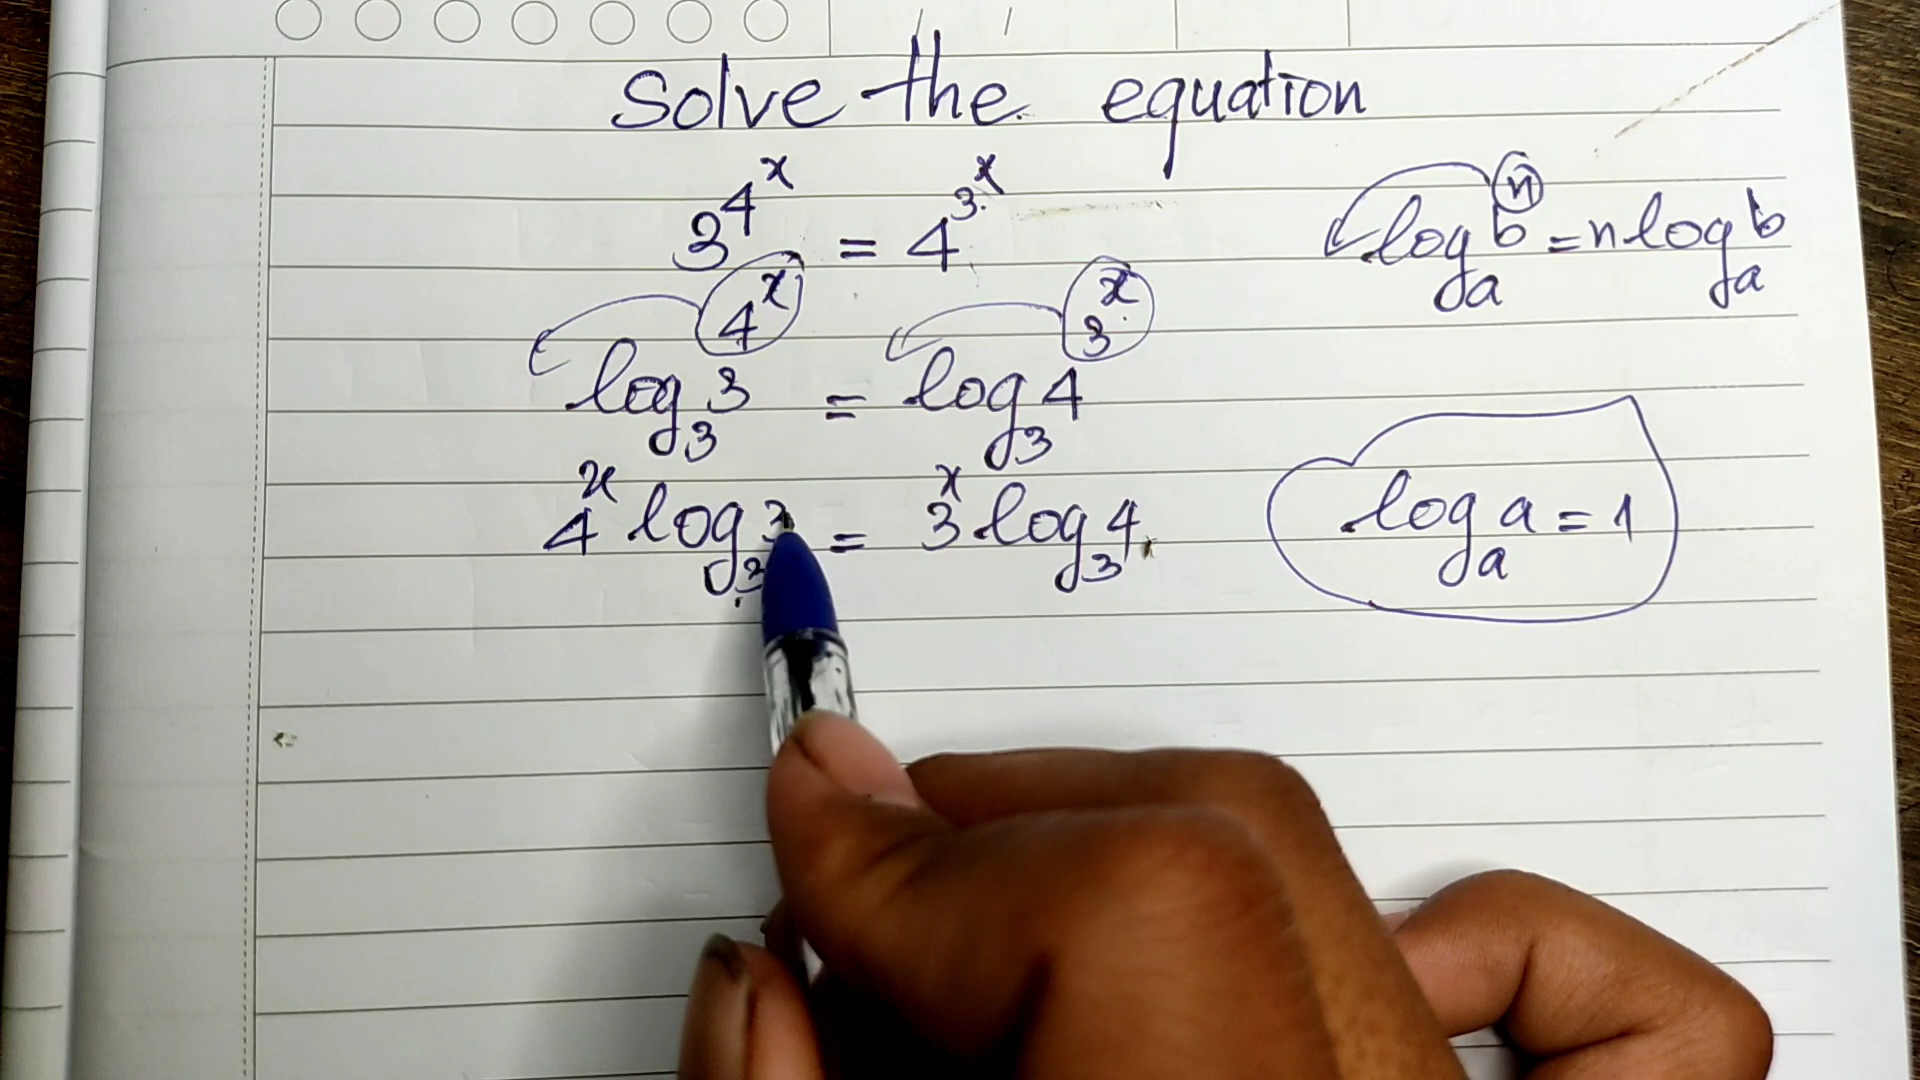 Solve the equation
3^{4^x} = 4^{3^x}
log_a b^n = n log_a b
log_3 3^{4^x} = log_3 4^{3^x}
4^x log_3 3 = 3^x log_3 4
log_a a = 1